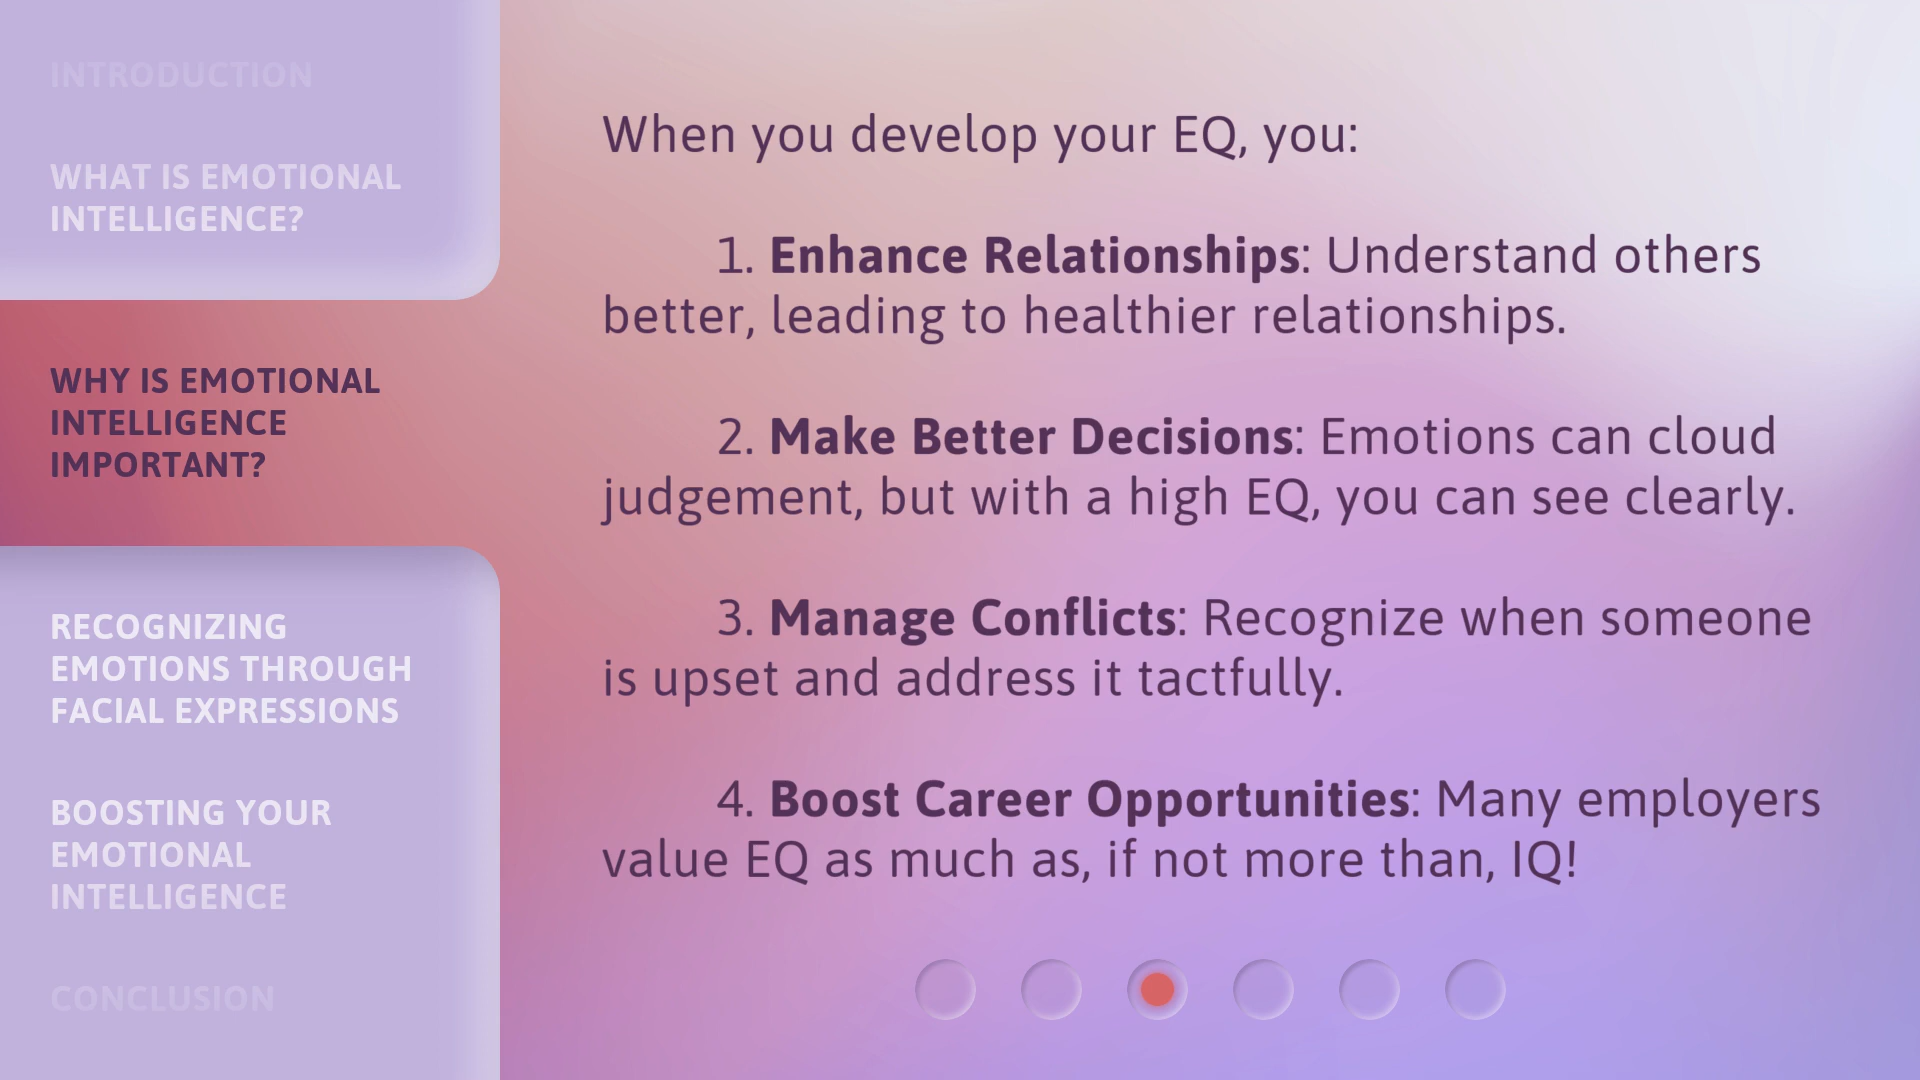 INTRODUCTION
WHAT IS EMOTIONAL
INTELLIGENCE?
WHY IS EMOTIONAL
INTELLIGENCE
IMPORTANT?
RECOGNIZING
EMOTIONS THROUGH
FACIAL EXPRESSIONS
BOOSTING YOUR
EMOTIONAL
INTELLIGENCE
CONCLUSION
When you develop your EQ, you:
1. Enhance Relationships: Understand others
better, leading to healthier relationships.
2. Make Better Decisions: Emotions can cloud
judgement, but with a high EQ, you can see clearly.
3. Manage Conflicts: Recognize when someone
is upset and address it tactfully.
4. Boost Career Opportunities: Many employers
value EQ as much as, if not more than, IQ!